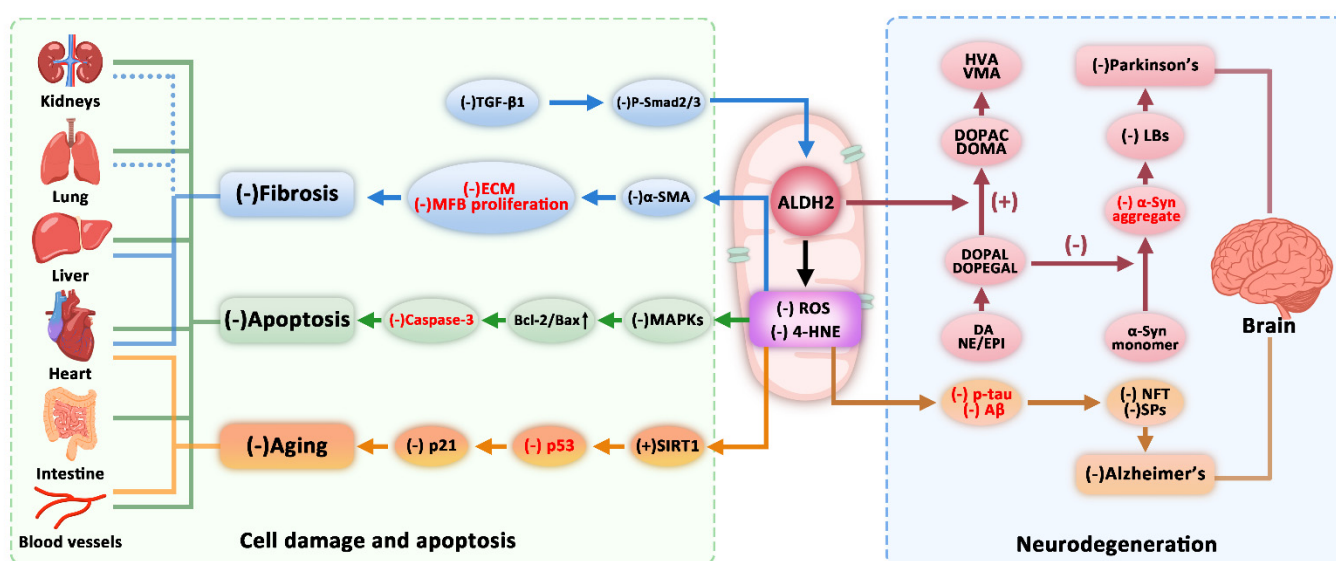 Kidneys
Lung
Liver
Heart
Intestine
Blood vessels
(-)TGF-β1
(-)P-Smad2/3
(-)Fibrosis
(-)ECM
(-)MFB proliferation
(-)α-SMA
(-)Apoptosis
(-)Caspase-3
Bcl-2/Bax↑
(-)MAPKs
(-)Aging
(-) p21
(-) p53
(+)SIRT1
Cell damage and apoptosis
ALDH2
(-) ROS
(-) 4-HNE
HVA
VMA
DOPAC
DOMA
(+)
DOPAL
DOPEGAL
(-)
DA
NE/EPI
(-)Parkinson's
(-) LBs
(-) α-Syn
aggregate
α-Syn
monomer
Brain
(-) p-tau
(-) Aβ
(-) NFT
(-)SPs
(-)Alzheimer's
Neurodegeneration